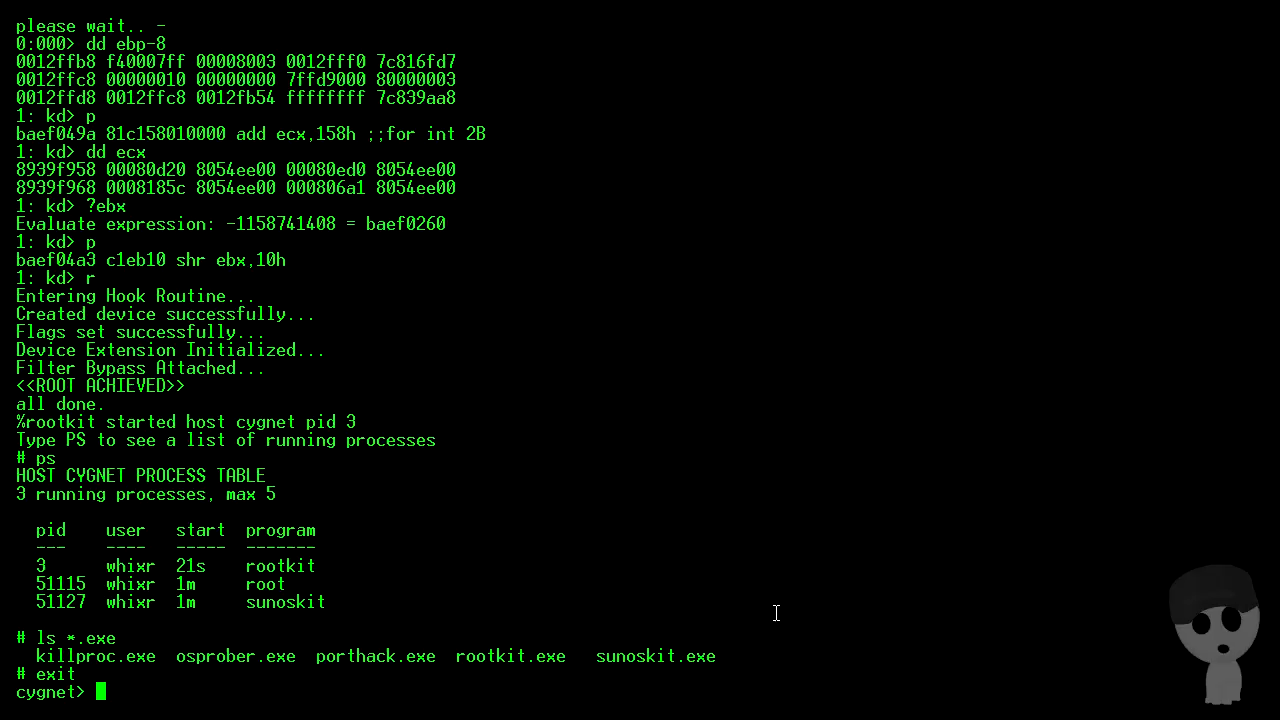 please wait.. -
0:000> dd ebp-8
0012ffb8 f40007ff 00008003 0012fff0 7c816fd7
0012ffc8 00000010 00000000 7ffd9000 80000003
0012ffd8 0012ffc8 0012fb54 ffffffff 7c839aa8
1: kd> p
baef049a 81c158010000 add ecx,158h ;;for int 2B
1: kd> dd ecx
8939f958 00080d20 8054ee00 00080ed0 8054ee00
8939f968 0008185c 8054ee00 000806a1 8054ee00
1: kd> ?ebx
Evaluate expression: -1158741408 = baef0260
1: kd> p
baef04a3 c1eb10 shr ebx,10h
1: kd> r
Entering Hook Routine...
Created device successfully...
Flags set successfully...
Device Extension Initialized...
Filter Bypass Attached...
<<ROOT ACHIEVED>>
all done.
%rootkit started host cygnet pid 3
Type PS to see a list of running processes
# ps
HOST CYGNET PROCESS TABLE
3 running processes, max 5
pid user start program
--- ---- ----- -------
3 whixr 21s rootkit
51115 whixr 1m root
51127 whixr 1m sunoskit
# ls *.exe
killproc.exe osprober.exe porthack.exe rootkit.exe sunoskit.exe
# exit
cygnet>